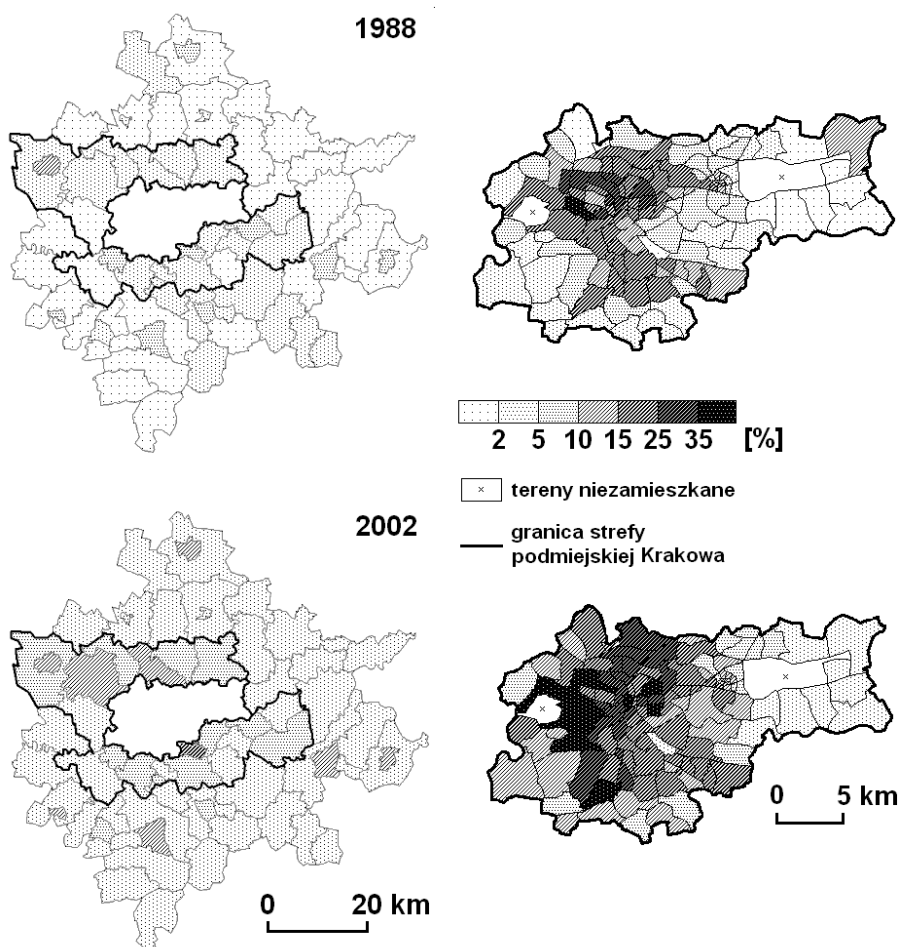 1988
2 5 10 15 25 35 [%]
× tereny niezamieszkane
granica strefy
podmiejskiej Krakowa
2002
0 5 km
0 20 km